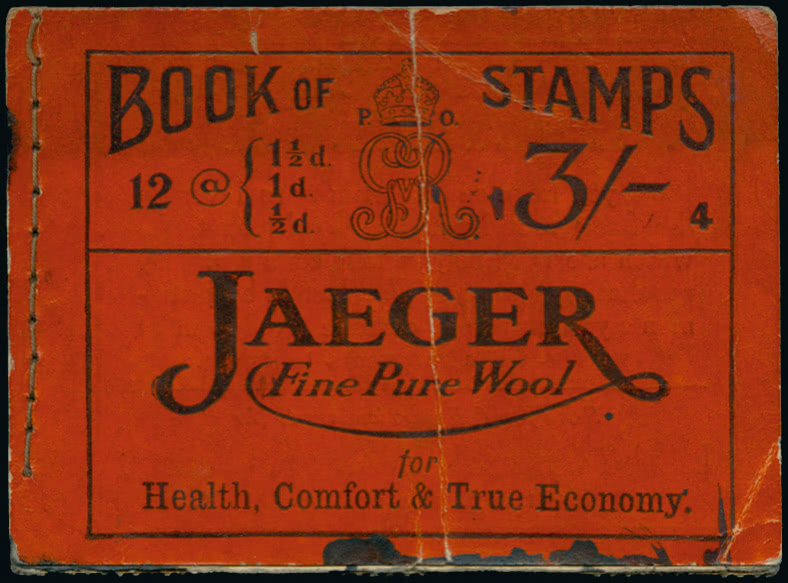 BOOK OF STAMPS
P. O.
GvR
12 @ { 1½d. 1d. ½d. 3/- 4
JAEGER
Fine Pure Wool
for
Health, Comfort & True Economy.